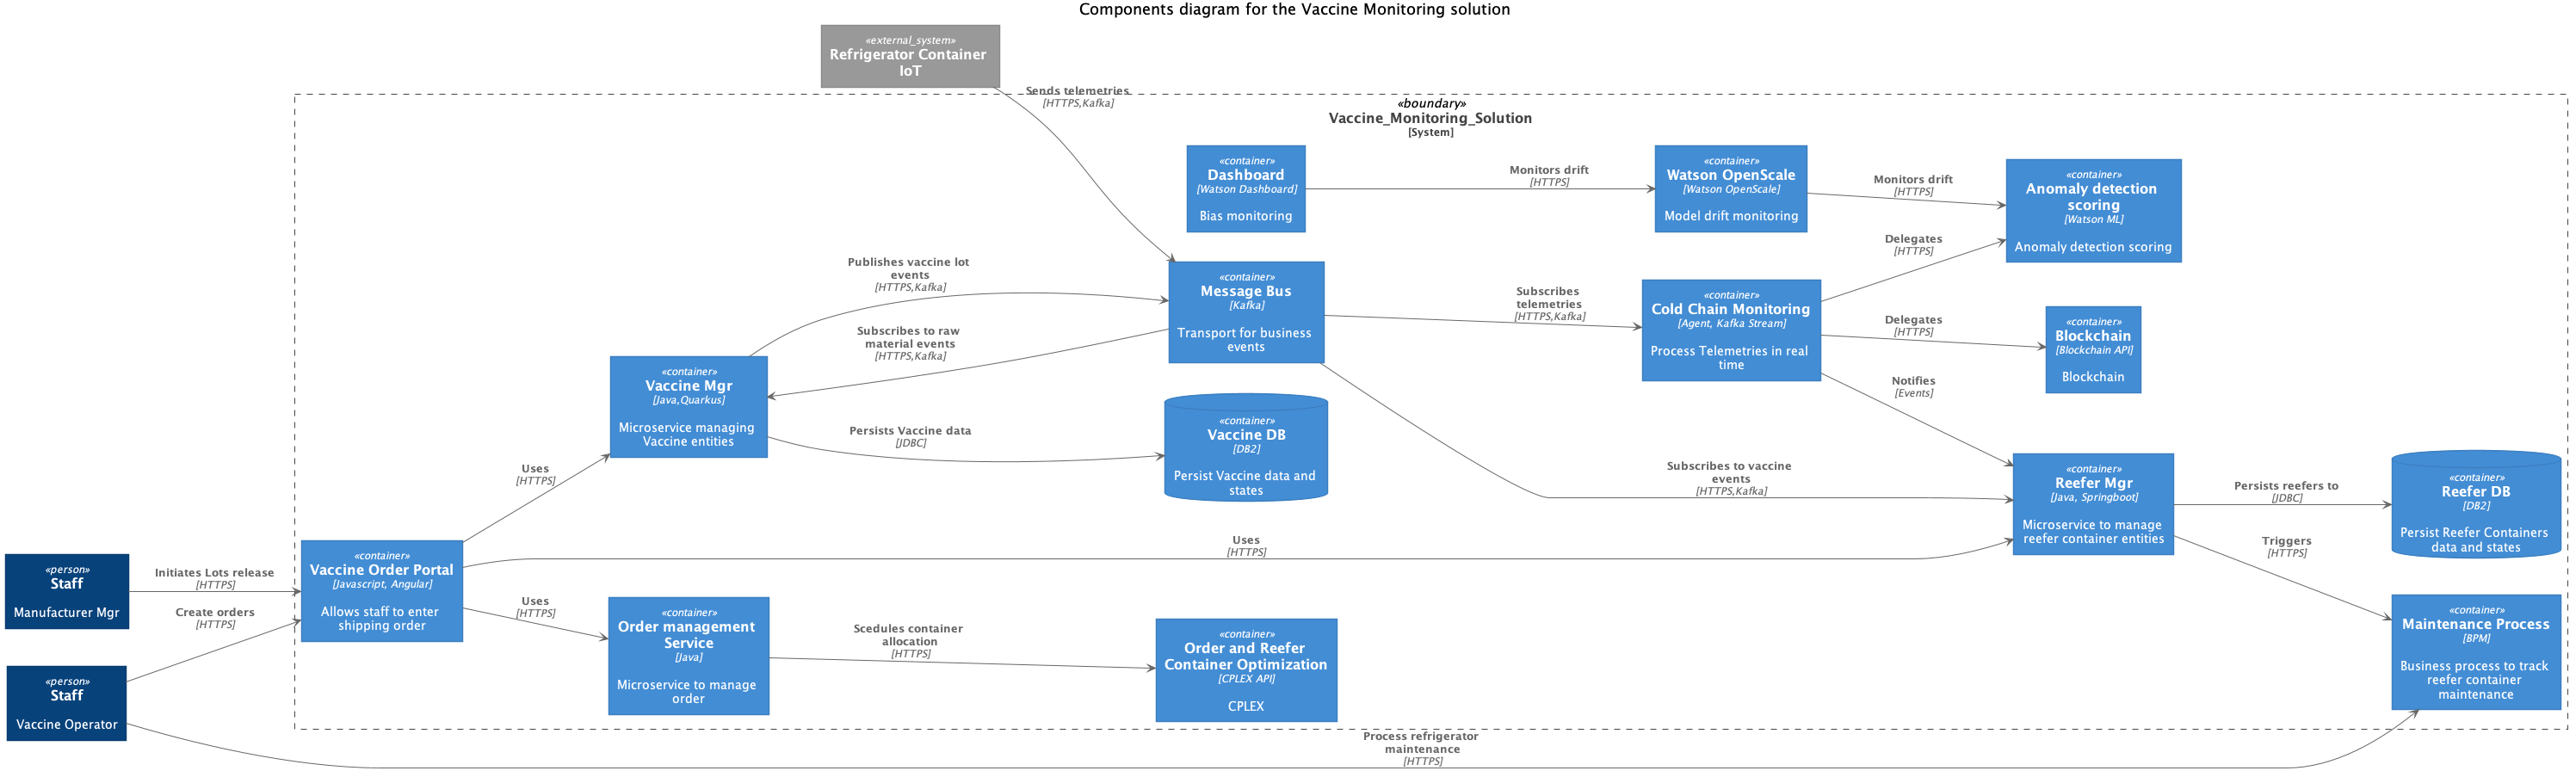 Components diagram for the Vaccine Monitoring solution
«external_system»
Refrigerator Container
IoT
Sends telemetries
[HTTPS,Kafka]
«boundary»
Vaccine_Monitoring_Solution
[System]
«container»
Dashboard
[Watson Dashboard]
Bias monitoring
Monitors drift
[HTTPS]
«container»
Watson OpenScale
[Watson OpenScale]
Model drift monitoring
Monitors drift
[HTTPS]
«container»
Anomaly detection
scoring
[Watson ML]
Anomaly detection scoring
Delegates
[HTTPS]
Publishes vaccine lot
events
[HTTPS,Kafka]
«container»
Message Bus
[Kafka]
Transport for business
events
Subscribes
telemetries
[HTTPS,Kafka]
«container»
Cold Chain Monitoring
[Agent, Kafka Stream]
Process Telemetries in real
time
Delegates
[HTTPS]
«container»
Blockchain
[Blockchain API]
Blockchain
Subscribes to raw
material events
[HTTPS,Kafka]
«container»
Vaccine Mgr
[Java,Quarkus]
Microservice managing
Vaccine entities
Notifies
[Events]
Persists Vaccine data
[JDBC]
«container»
Vaccine DB
[DB2]
Persist Vaccine data and
states
Uses
[HTTPS]
Subscribes to vaccine
events
[HTTPS,Kafka]
«container»
Reefer Mgr
[Java, Springboot]
Microservice to manage
reefer container entities
Persists reefers to
[JDBC]
«container»
Reefer DB
[DB2]
Persist Reefer Containers
data and states
Uses
[HTTPS]
Triggers
[HTTPS]
«person»
Staff
Manufacturer Mgr
Initiates Lots release
[HTTPS]
Create orders
[HTTPS]
«container»
Vaccine Order Portal
[Javascript, Angular]
Allows staff to enter
shipping order
Uses
[HTTPS]
«container»
Order management
Service
[Java]
Microservice to manage
order
Scedules container
allocation
[HTTPS]
«container»
Order and Reefer
Container Optimization
[CPLEX API]
CPLEX
«container»
Maintenance Process
[BPM]
Business process to track
reefer container
maintenance
«person»
Staff
Vaccine Operator
Process refrigerator
maintenance
[HTTPS]